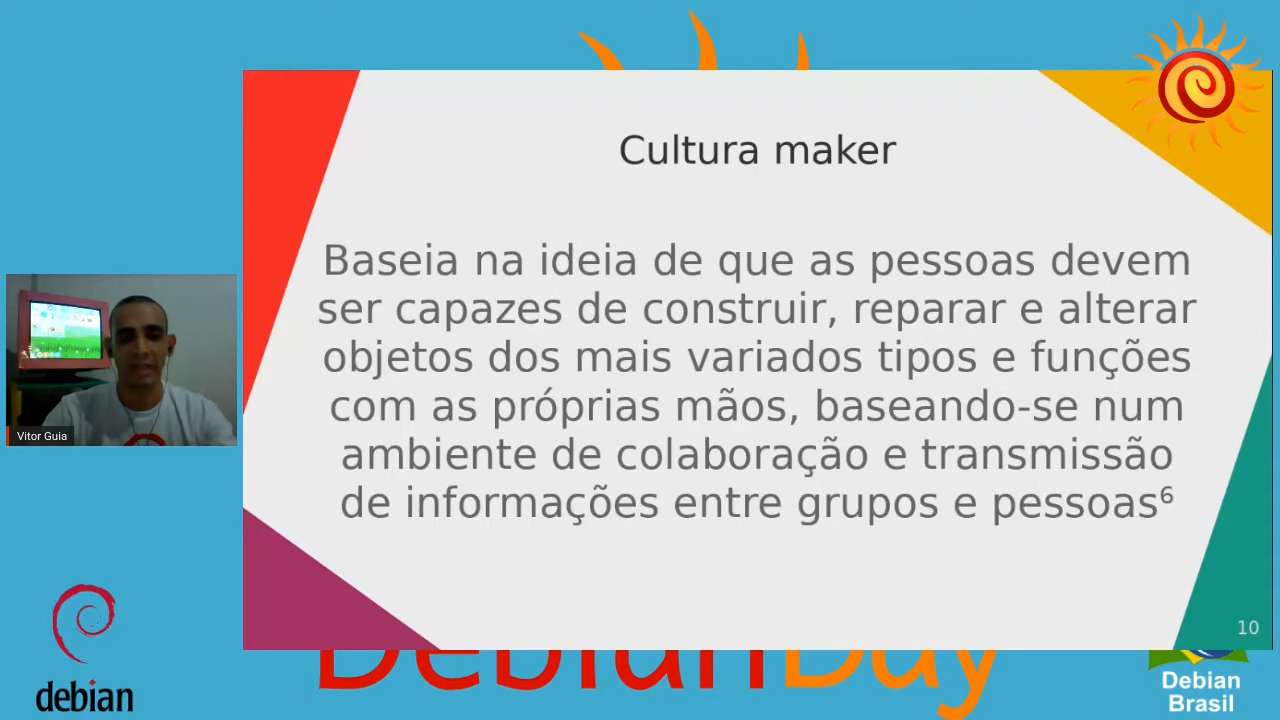 Cultura maker
Baseia na ideia de que as pessoas devem
ser capazes de construir, reparar e alterar
objetos dos mais variados tipos e funções
com as próprias mãos, baseando-se num
ambiente de colaboração e transmissão
de informações entre grupos e pessoas⁶
10
Vitor Guia
debian
DebianDay
Debian
Brasil